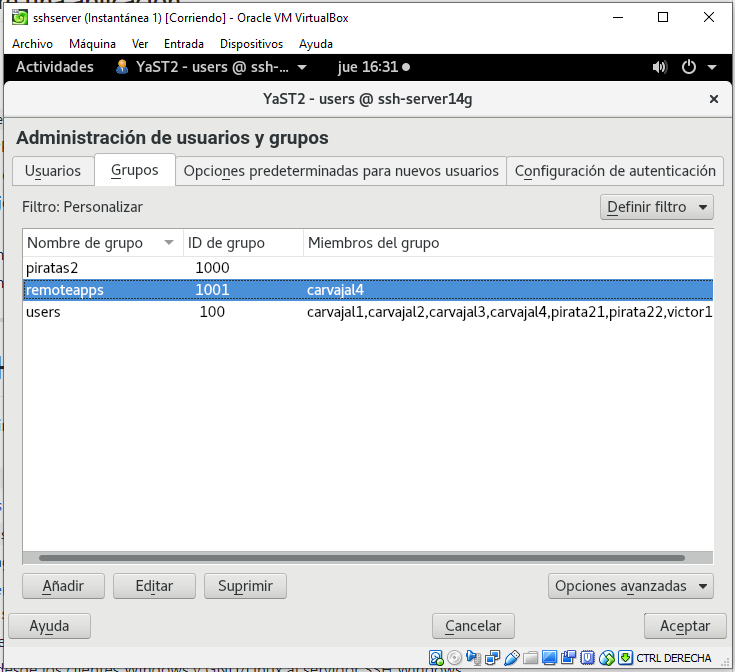 sshserver (Instantánea 1) [Corriendo] - Oracle VM VirtualBox
Archivo Máquina Ver Entrada Dispositivos Ayuda
Actividades YaST2 - users @ ssh-... jue 16:31
YaST2 - users @ ssh-server14g
Administración de usuarios y grupos
Usuarios Grupos Opciones predeterminadas para nuevos usuarios Configuración de autenticación
Filtro: Personalizar Definir filtro
Nombre de grupo ID de grupo Miembros del grupo
piratas2 1000
remoteapps 1001 carvajal4
users 100 carvajal1,carvajal2,carvajal3,carvajal4,pirata21,pirata22,victor1
Añadir Editar Suprimir Opciones avanzadas
Ayuda Cancelar Aceptar
CTRL DERECHA